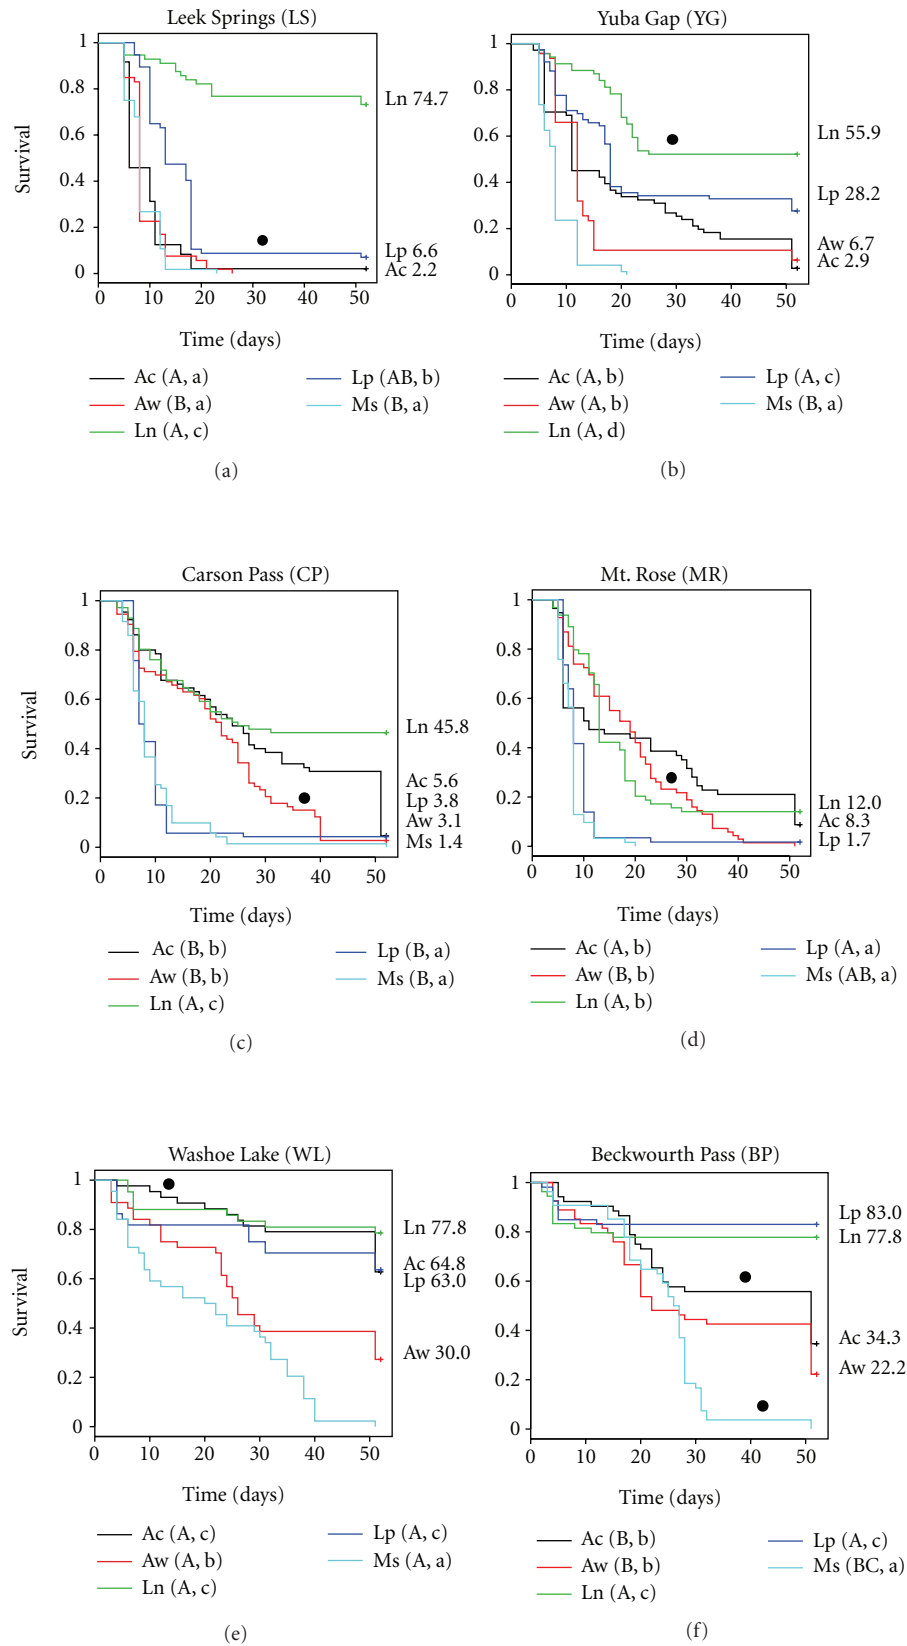 Leek Springs (LS)
1
0.8
0.6
0.4
0.2
0
Survival
0 10 20 30 40 50
Time (days)
Ln 74.7
Lp 6.6
Ac 2.2
Ac (A, a)
Aw (B, a)
Ln (A, c)
Lp (AB, b)
Ms (B, a)
(a)
Yuba Gap (YG)
1
0.8
0.6
0.4
0.2
0
0 10 20 30 40 50
Time (days)
Ln 55.9
Lp 28.2
Aw 6.7
Ac 2.9
Ac (A, b)
Aw (A, b)
Ln (A, d)
Lp (A, c)
Ms (B, a)
(b)
Carson Pass (CP)
1
0.8
0.6
0.4
0.2
0
Survival
0 10 20 30 40 50
Time (days)
Ln 45.8
Ac 5.6
Lp 3.8
Aw 3.1
Ms 1.4
Ac (B, b)
Aw (B, b)
Ln (A, c)
Lp (B, a)
Ms (B, a)
(c)
Mt. Rose (MR)
1
0.8
0.6
0.4
0.2
0
0 10 20 30 40 50
Time (days)
Ln 12.0
Ac 8.3
Lp 1.7
Ac (A, b)
Aw (B, b)
Ln (A, b)
Lp (A, a)
Ms (AB, a)
(d)
Washoe Lake (WL)
1
0.8
0.6
0.4
0.2
0
Survival
0 10 20 30 40 50
Time (days)
Ln 77.8
Ac 64.8
Lp 63.0
Aw 30.0
Ac (A, c)
Aw (A, b)
Ln (A, c)
Lp (A, c)
Ms (A, a)
(e)
Beckwourth Pass (BP)
1
0.8
0.6
0.4
0.2
0
0 10 20 30 40 50
Time (days)
Lp 83.0
Ln 77.8
Ac 34.3
Aw 22.2
Ac (B, b)
Aw (B, b)
Ln (A, c)
Lp (A, c)
Ms (BC, a)
(f)